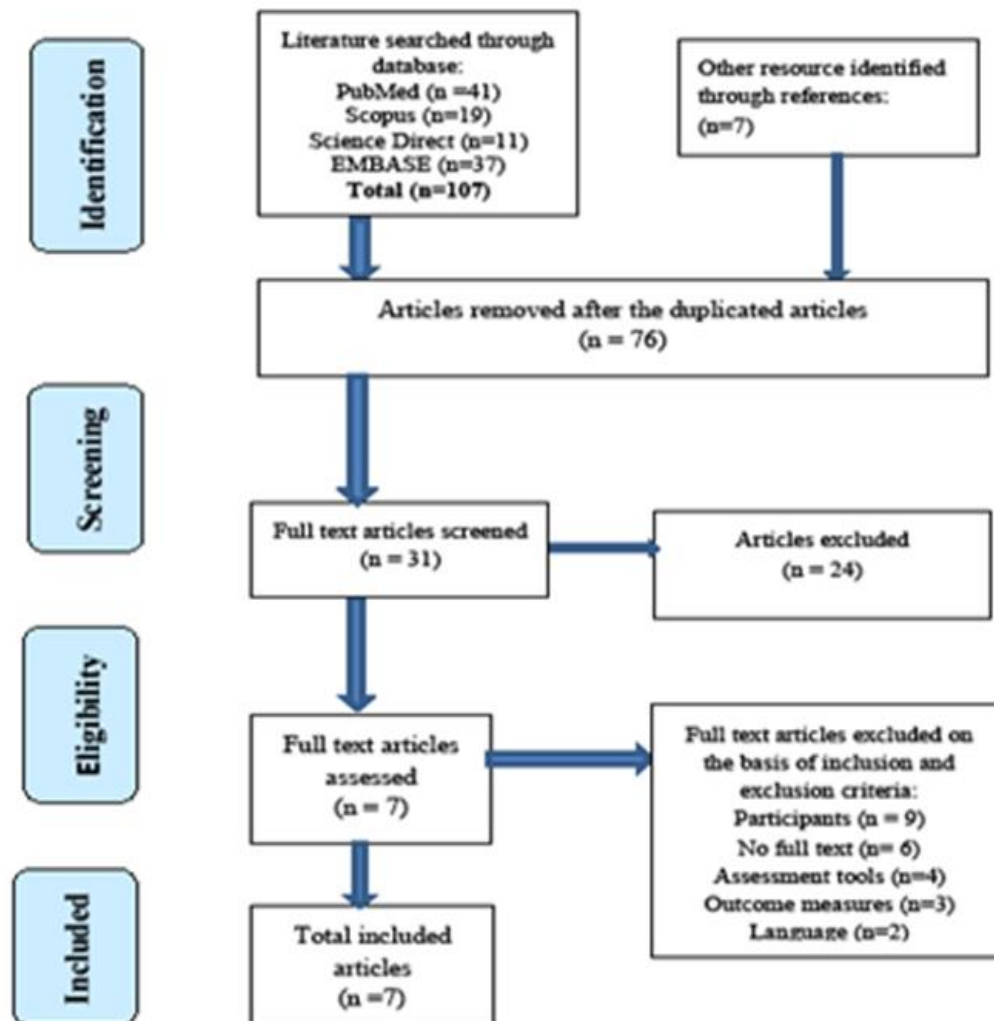 Identification
Literature searched through
database:
PubMed (n =41)
Scopus (n=19)
Science Direct (n=11)
EMBASE (n=37)
Total (n=107)
Other resource identified
through references:
(n=7)
Articles removed after the duplicated articles
(n = 76)
Screening
Full text articles screened
(n = 31)
Articles excluded
(n = 24)
Eligibility
Full text articles
assessed
(n = 7)
Full text articles excluded on
the basis of inclusion and
exclusion criteria:
Participants (n = 9)
No full text (n= 6)
Assessment tools (n=4)
Outcome measures (n=3)
Language (n=2)
Included
Total included
articles
(n =7)